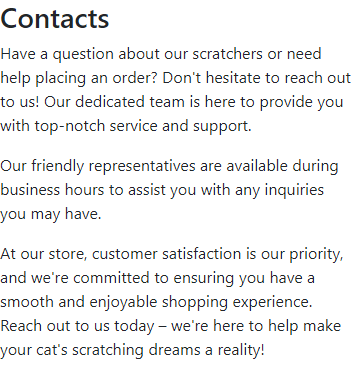 Contacts
Have a question about our scratchers or need
help placing an order? Don't hesitate to reach out
to us! Our dedicated team is here to provide you
with top-notch service and support.
Our friendly representatives are available during
business hours to assist you with any inquiries
you may have.
At our store, customer satisfaction is our priority,
and we're committed to ensuring you have a
smooth and enjoyable shopping experience.
Reach out to us today – we're here to help make
your cat's scratching dreams a reality!